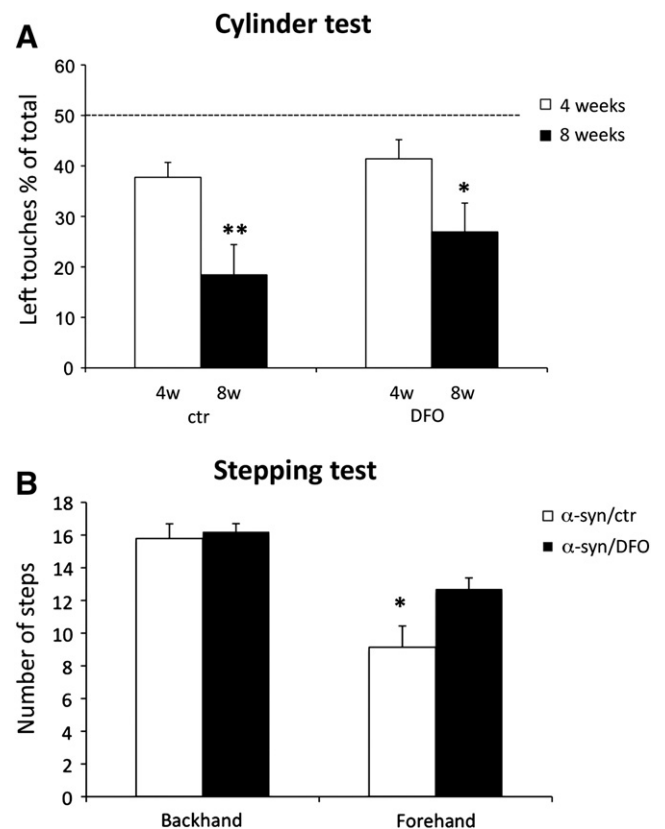 A
Cylinder test
Left touches % of total
60
50
40
30
20
10
0
**
*
4 weeks
8 weeks
4w 8w 4w 8w
ctr DFO
B
Stepping test
Number of steps
18
16
14
12
10
8
6
4
2
0
*
α-syn/ctr
α-syn/DFO
Backhand Forehand